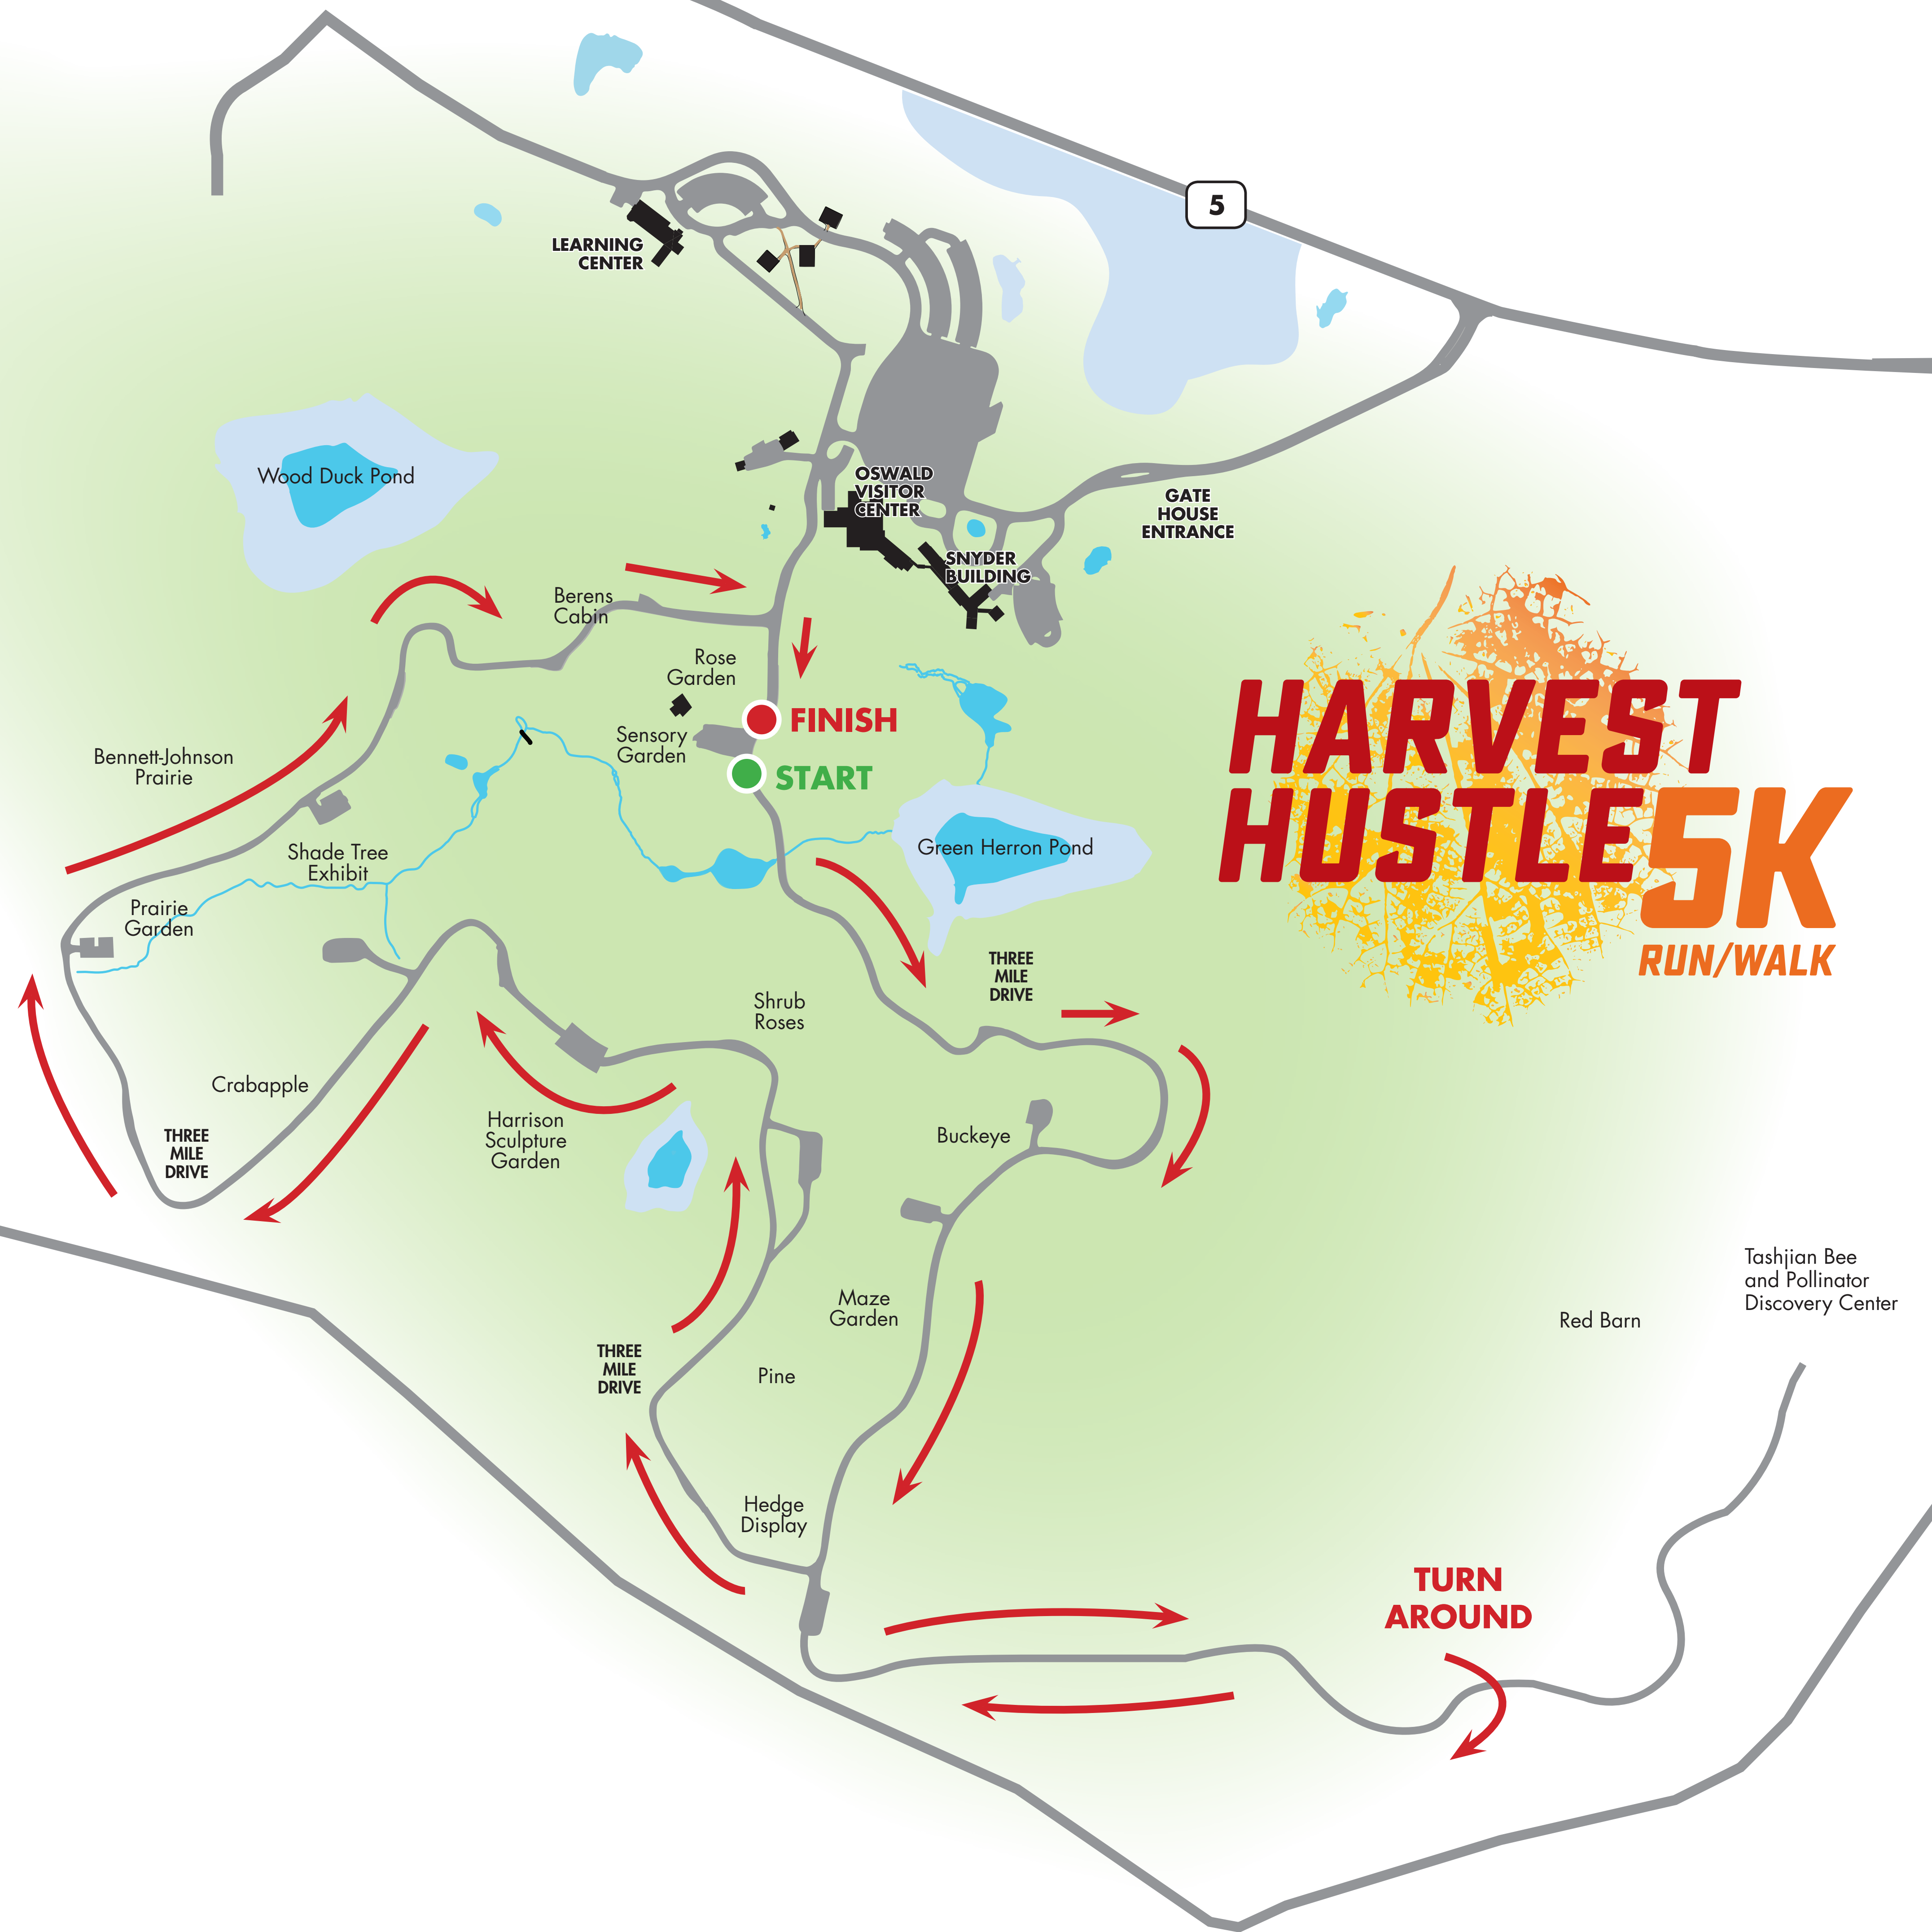 5
LEARNING
CENTER
Wood Duck Pond
OSWALD
VISITOR
CENTER
GATE
HOUSE
ENTRANCE
SNYDER
BUILDING
Berens
Cabin
Rose
Garden
FINISH
Sensory
Garden
START
HARVEST
HUSTLE 5K
RUN/WALK
Bennett-Johnson
Prairie
Shade Tree
Exhibit
Green Herron Pond
Prairie
Garden
THREE
MILE
DRIVE
Shrub
Roses
Crabapple
Harrison
Sculpture
Garden
Buckeye
THREE
MILE
DRIVE
Tashjian Bee
and Pollinator
Discovery Center
Red Barn
Maze
Garden
THREE
MILE
DRIVE
Pine
Hedge
Display
TURN
AROUND